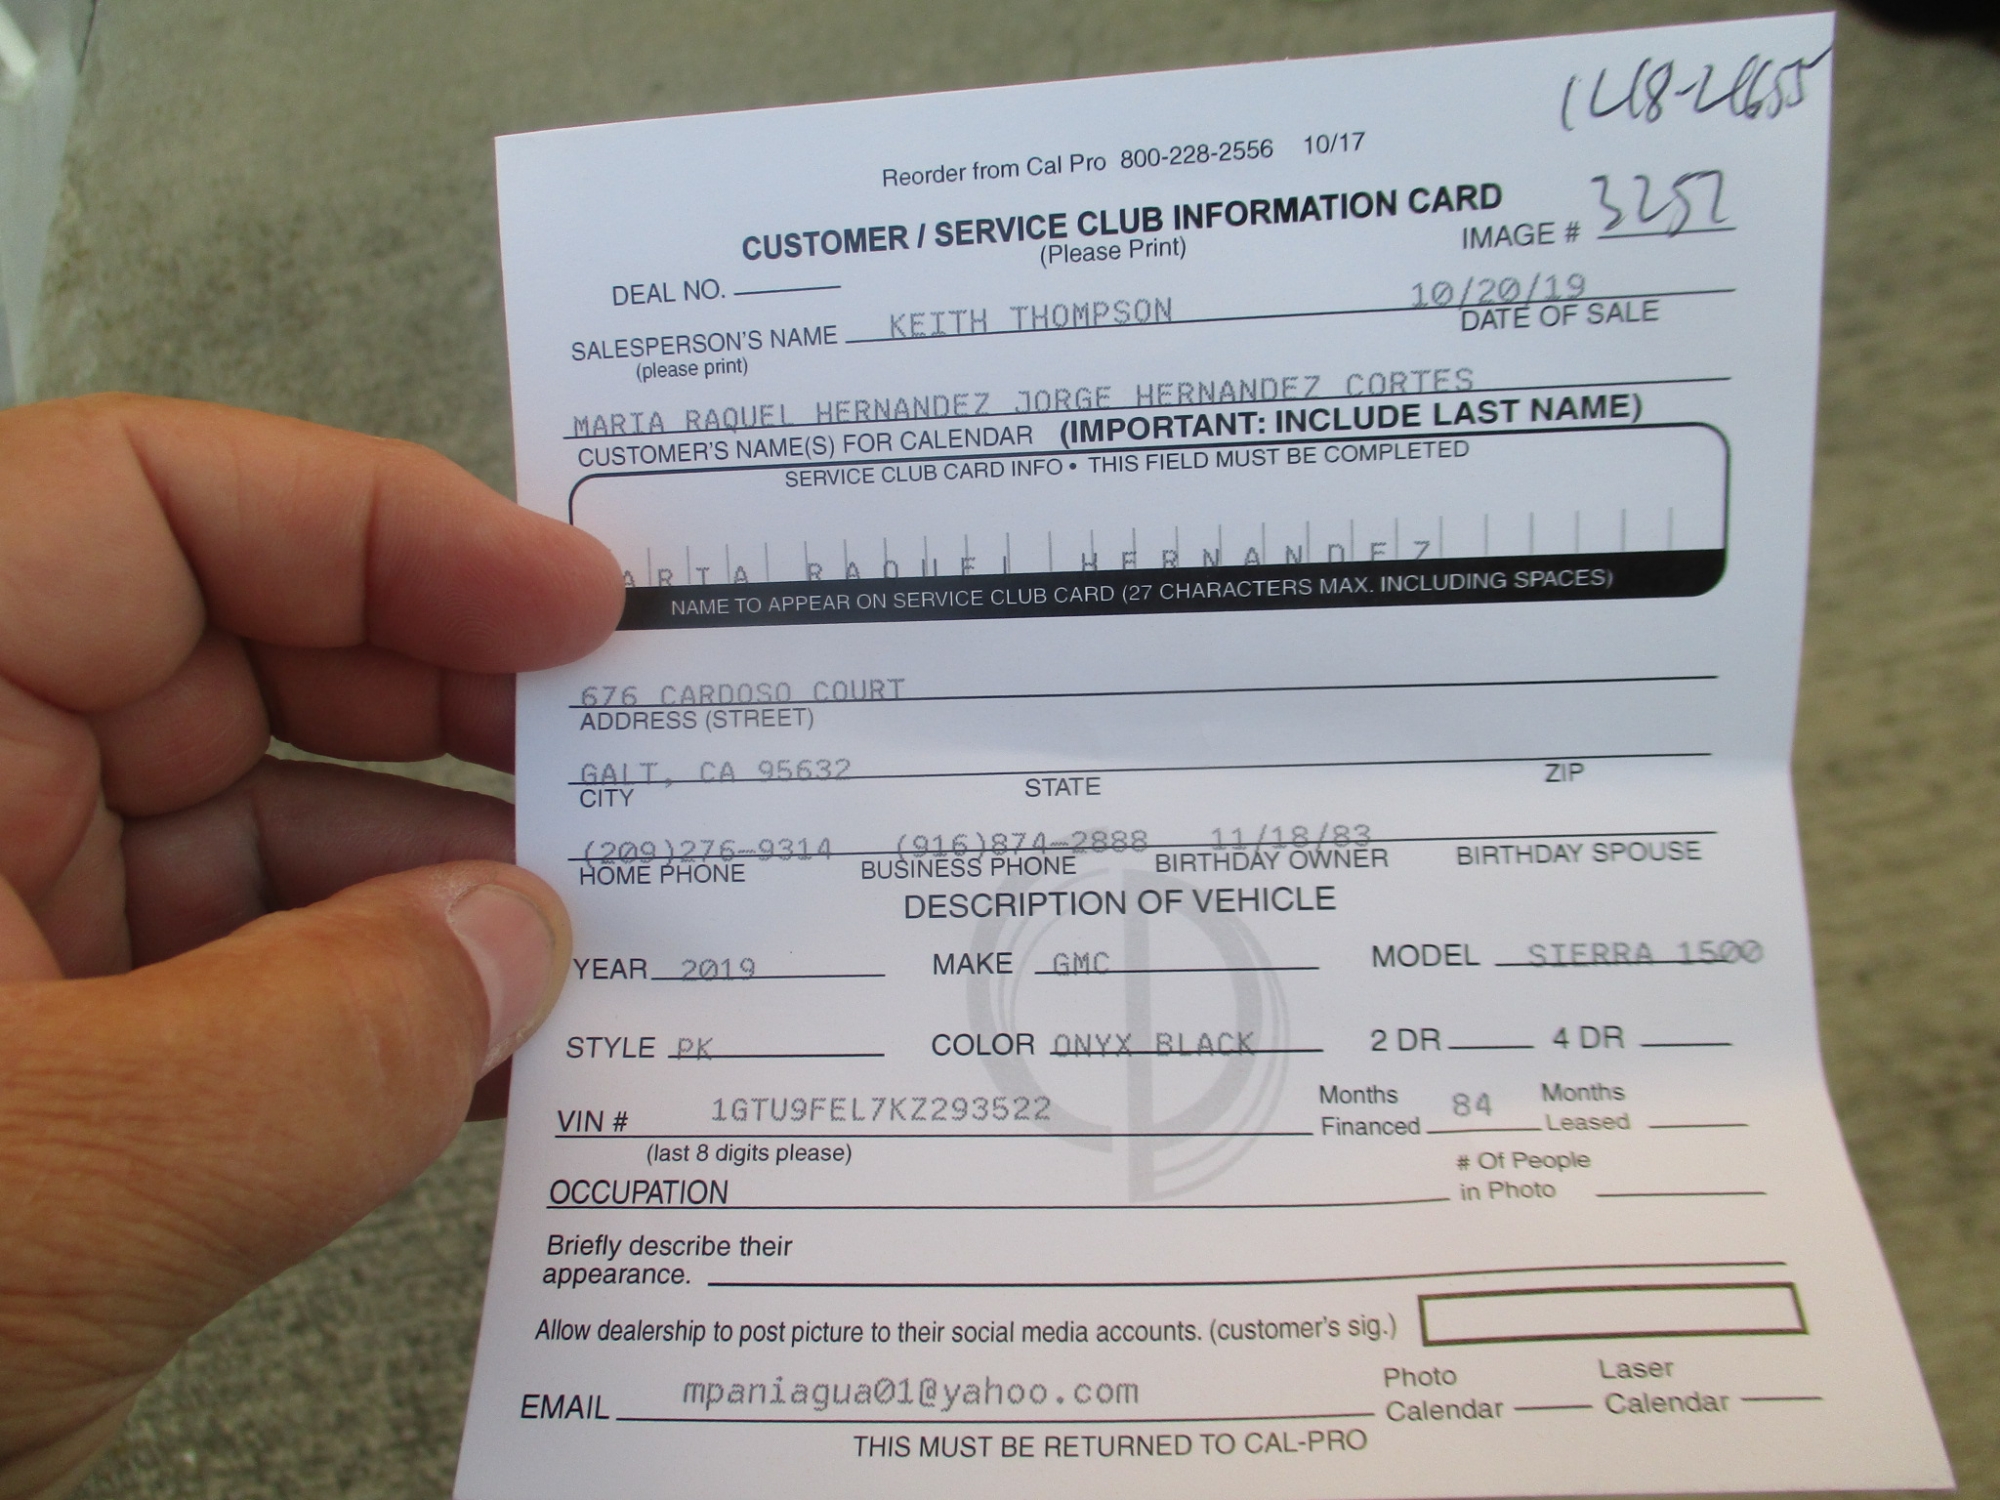 Reorder from Cal Pro 800-228-2556 10/17
CUSTOMER / SERVICE CLUB INFORMATION CARD
(Please Print)
IMAGE # 3252
DEAL NO.
SALESPERSON'S NAME KEITH THOMPSON 10/20/19
(please print) DATE OF SALE
MARIA RAQUEL HERNANDEZ JORGE HERNANDEZ CORTES
CUSTOMER'S NAME(S) FOR CALENDAR (IMPORTANT: INCLUDE LAST NAME)
SERVICE CLUB CARD INFO • THIS FIELD MUST BE COMPLETED
ARIA RAQUEL HERNANDEZ
NAME TO APPEAR ON SERVICE CLUB CARD (27 CHARACTERS MAX. INCLUDING SPACES)
676 CARDOSO COURT
ADDRESS (STREET)
GALT, CA 95632
CITY STATE ZIP
(209)276-9314 (916)874-2888 11/18/83
HOME PHONE BUSINESS PHONE BIRTHDAY OWNER BIRTHDAY SPOUSE
DESCRIPTION OF VEHICLE
YEAR 2019 MAKE GMC MODEL SIERRA 1500
STYLE PK COLOR ONYX BLACK 2 DR 4 DR
VIN # 1GTU9FEL7KZ293522 Months Financed 84 Months Leased
(last 8 digits please)
OCCUPATION # Of People in Photo
Briefly describe their
appearance.
Allow dealership to post picture to their social media accounts. (customer's sig.)
EMAIL mpaniagua01@yahoo.com Photo Calendar Laser Calendar
THIS MUST BE RETURNED TO CAL-PRO